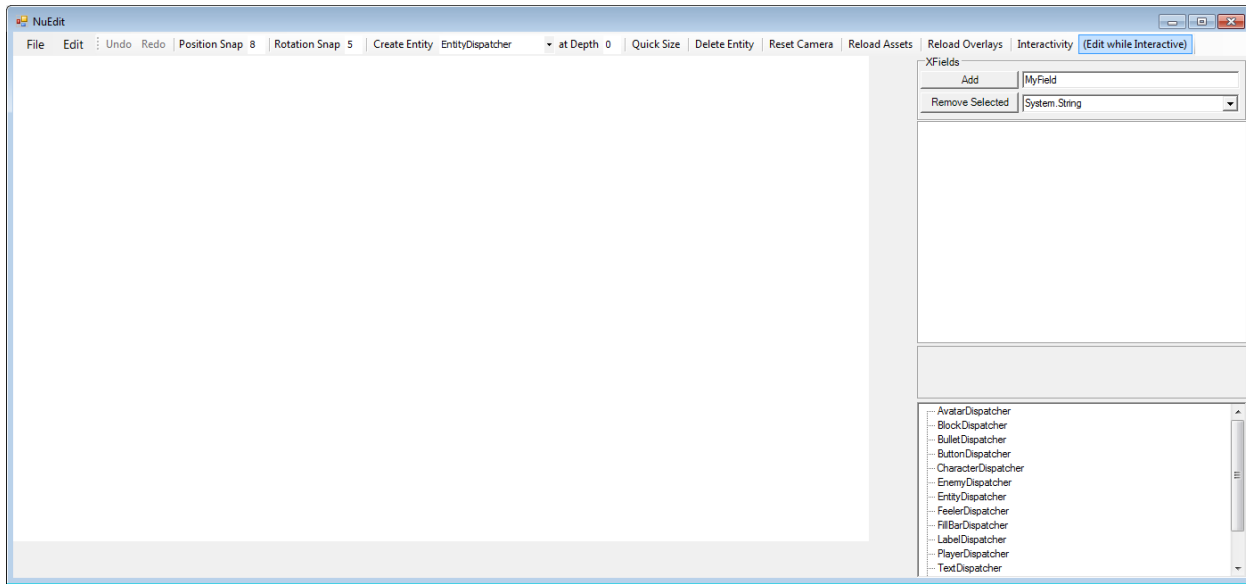 NuEdit
File Edit Undo Redo Position Snap 8 Rotation Snap 5 Create Entity EntityDispatcher at Depth 0 Quick Size Delete Entity Reset Camera Reload Assets Reload Overlays Interactivity (Edit while Interactive)
XFields
Add MyField
Remove Selected System.String
AvatarDispatcher
BlockDispatcher
BulletDispatcher
ButtonDispatcher
CharacterDispatcher
EnemyDispatcher
EntityDispatcher
FeelerDispatcher
FillBarDispatcher
LabelDispatcher
PlayerDispatcher
TextDispatcher